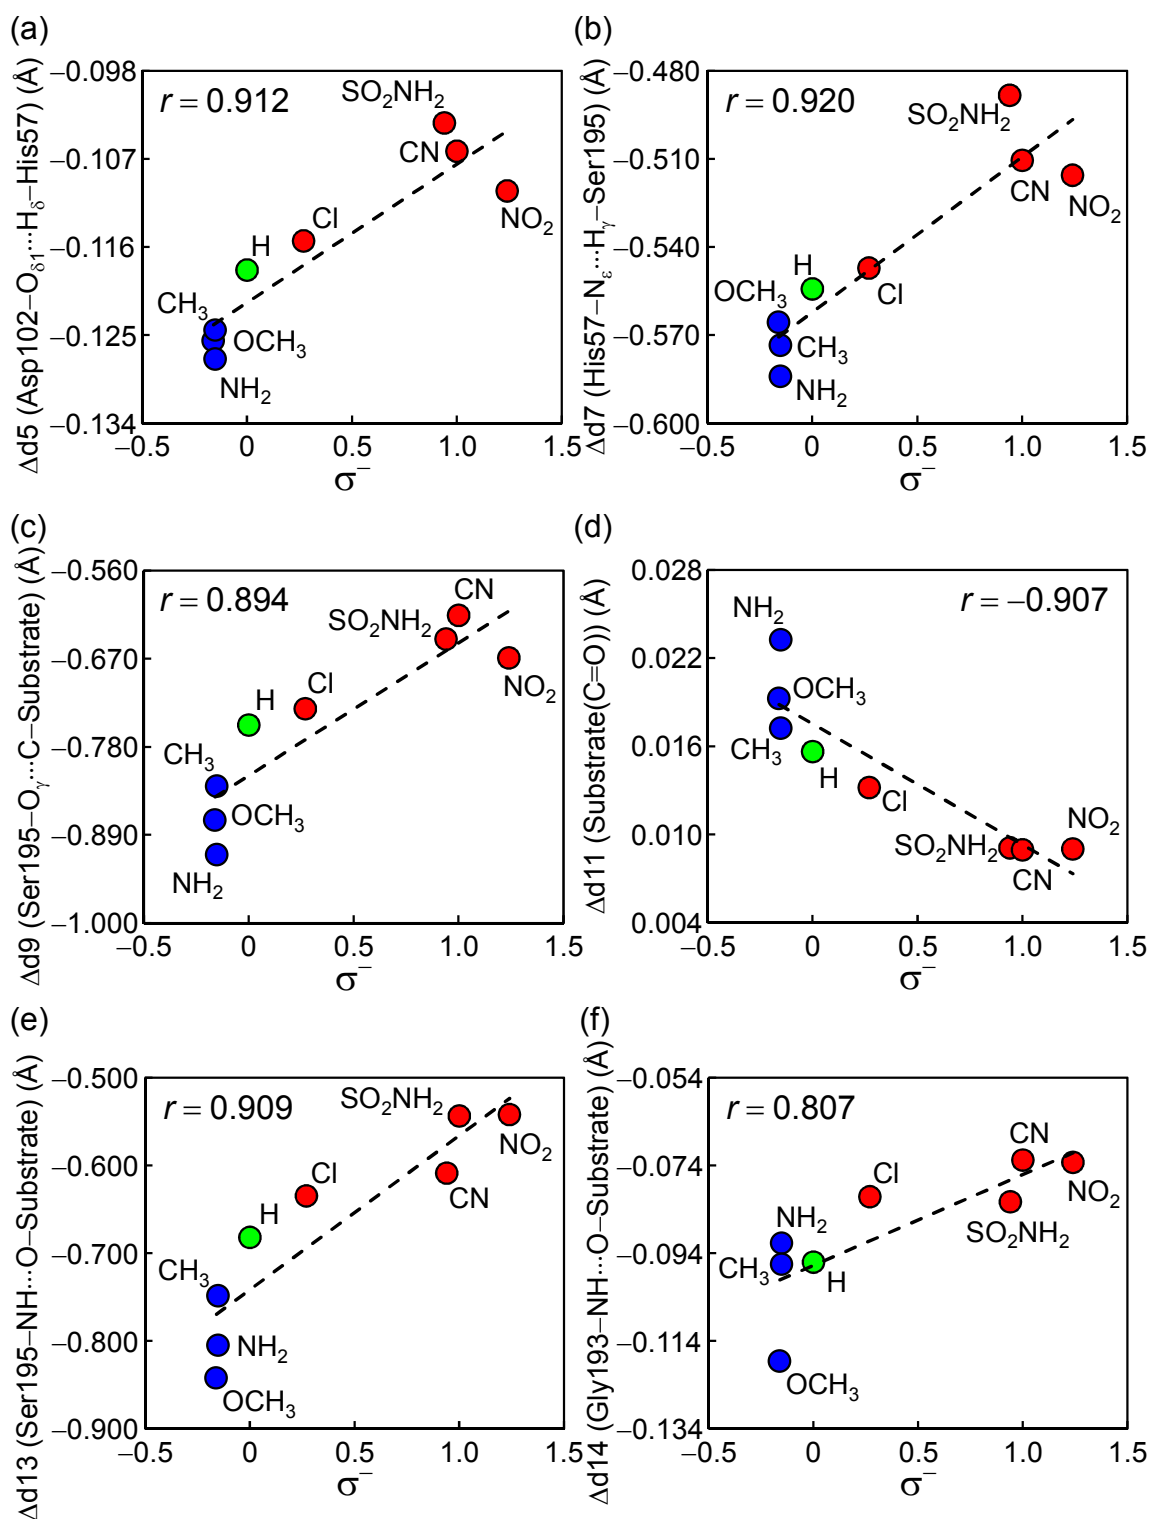 (a)
Δd5 (Asp102–Oδ1···Hδ–His57) (Å)
−0.098
−0.107
−0.116
−0.125
−0.134
r = 0.912
SO₂NH₂
CN
NO₂
Cl
H
CH₃
OCH₃
NH₂
−0.5
0
0.5
1.0
1.5
σ⁻
(b)
Δd7 (His57–Nε···Hγ–Ser195) (Å)
−0.480
−0.510
−0.540
−0.570
−0.600
r = 0.920
SO₂NH₂
CN
NO₂
H
Cl
OCH₃
CH₃
NH₂
−0.5
0
0.5
1.0
1.5
σ⁻
(c)
Δd9 (Ser195–Oγ···C–Substrate) (Å)
−0.560
−0.670
−0.780
−0.890
−1.000
r = 0.894
CN
SO₂NH₂
NO₂
Cl
H
CH₃
OCH₃
NH₂
−0.5
0
0.5
1.0
1.5
σ⁻
(d)
Δd11 (Substrate(C=O)) (Å)
0.028
0.022
0.016
0.010
0.004
r = −0.907
NH₂
OCH₃
CH₃
H
Cl
NO₂
SO₂NH₂
CN
−0.5
0
0.5
1.0
1.5
σ⁻
(e)
Δd13 (Ser195–NH···O–Substrate) (Å)
−0.500
−0.600
−0.700
−0.800
−0.900
r = 0.909
SO₂NH₂
NO₂
Cl
CN
H
CH₃
NH₂
OCH₃
−0.5
0
0.5
1.0
1.5
σ⁻
(f)
Δd14 (Gly193–NH···O–Substrate) (Å)
−0.054
−0.074
−0.094
−0.114
−0.134
r = 0.807
CN
Cl
NO₂
NH₂
SO₂NH₂
CH₃
H
OCH₃
−0.5
0
0.5
1.0
1.5
σ⁻